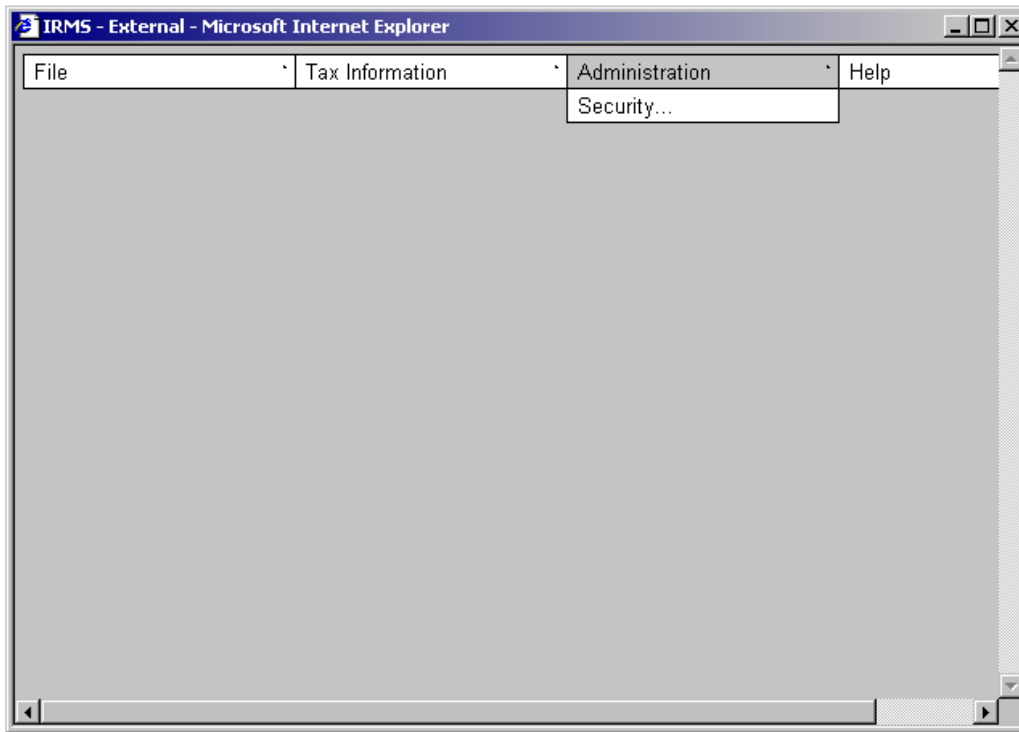 IRMS - External - Microsoft Internet Explorer
File Tax Information Administration Help
Security...